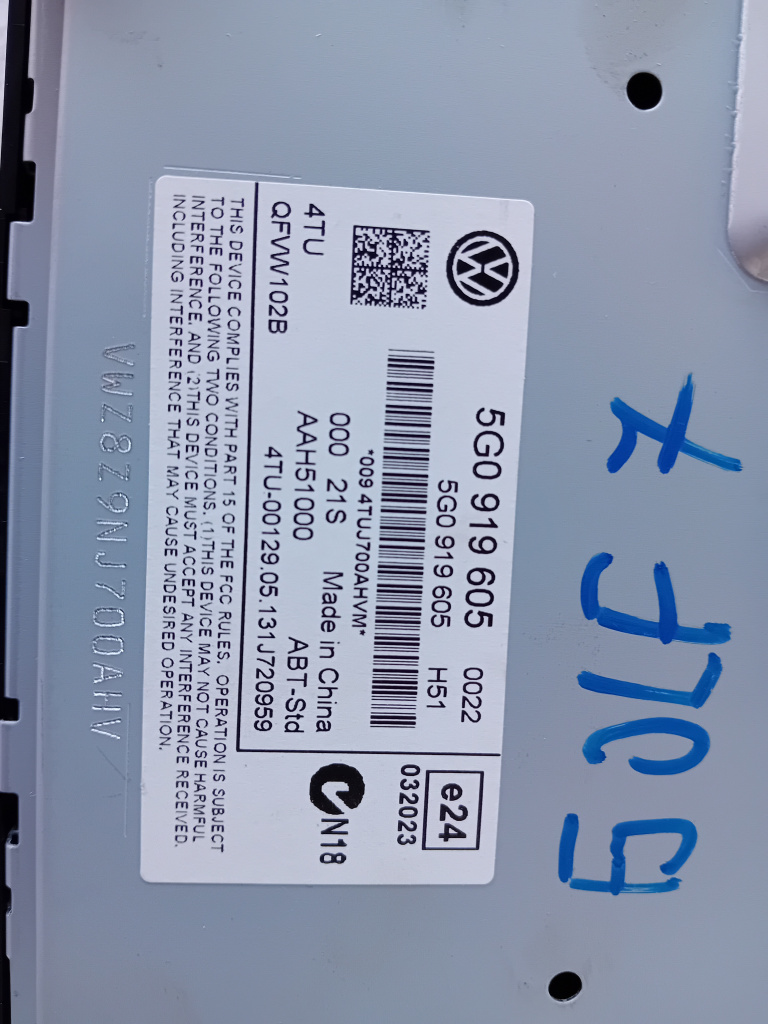 5G0 919 605 0022
5G0 919 605 H51
*009 4TUJ700AHVM*
000 21S Made in China
4TU AAH51000 ABT-Std
QFVW102B 4TU-00129.05.131J720959
e24
032023
N18
THIS DEVICE COMPLIES WITH PART 15 OF THE FCC RULES. OPERATION IS SUBJECT
TO THE FOLLOWING TWO CONDITIONS. (1)THIS DEVICE MAY NOT CAUSE HARMFUL
INTERFERENCE. AND (2)THIS DEVICE MUST ACCEPT ANY INTERFERENCE RECEIVED.
INCLUDING INTERFERENCE THAT MAY CAUSE UNDESIRED OPERATION.
VWZ8Z9NJ700AHV